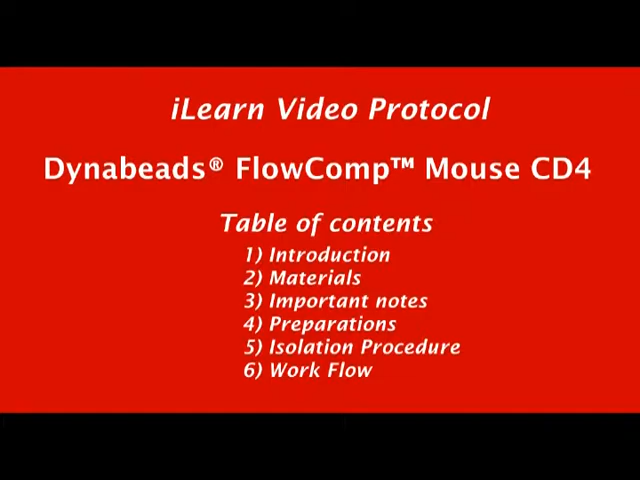 iLearn Video Protocol
Dynabeads® FlowComp™ Mouse CD4
Table of contents
1) Introduction
2) Materials
3) Important notes
4) Preparations
5) Isolation Procedure
6) Work Flow